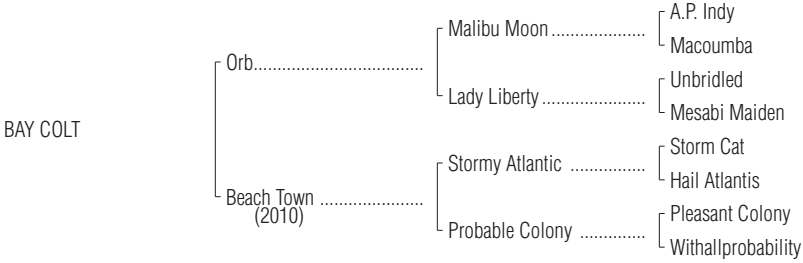 A.P. Indy
Malibu Moon ....................
Macoumba
Orb..................................
Unbridled
Lady Liberty ......................
Mesabi Maiden
BAY COLT
Storm Cat
Stormy Atlantic ................
Hail Atlantis
Beach Town .....................
(2010)
Pleasant Colony
Probable Colony ..............
Withallprobability